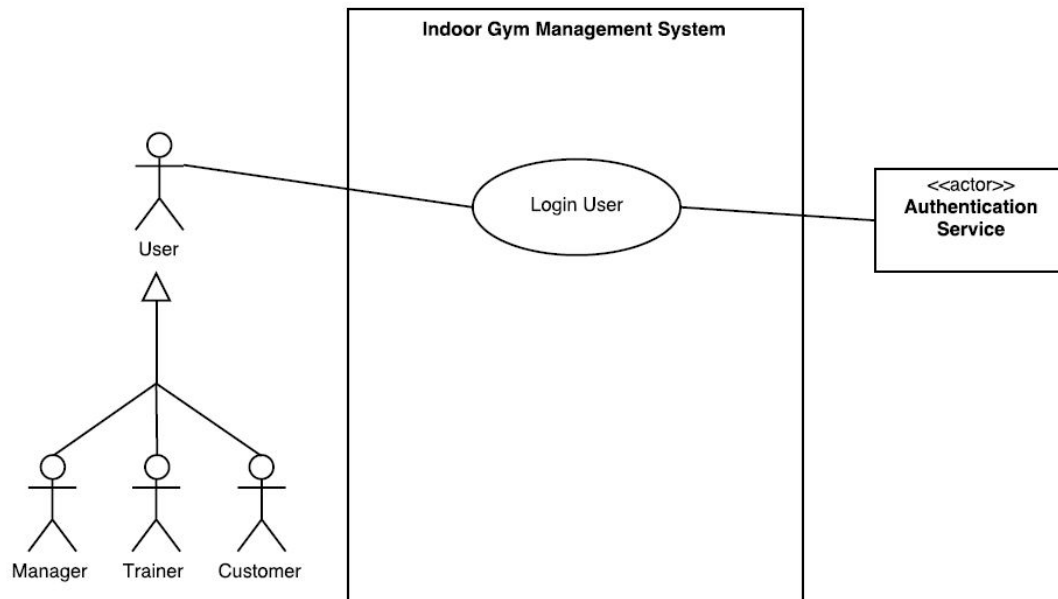 Indoor Gym Management System
User
Login User
<<actor>>
Authentication
Service
Manager
Trainer
Customer